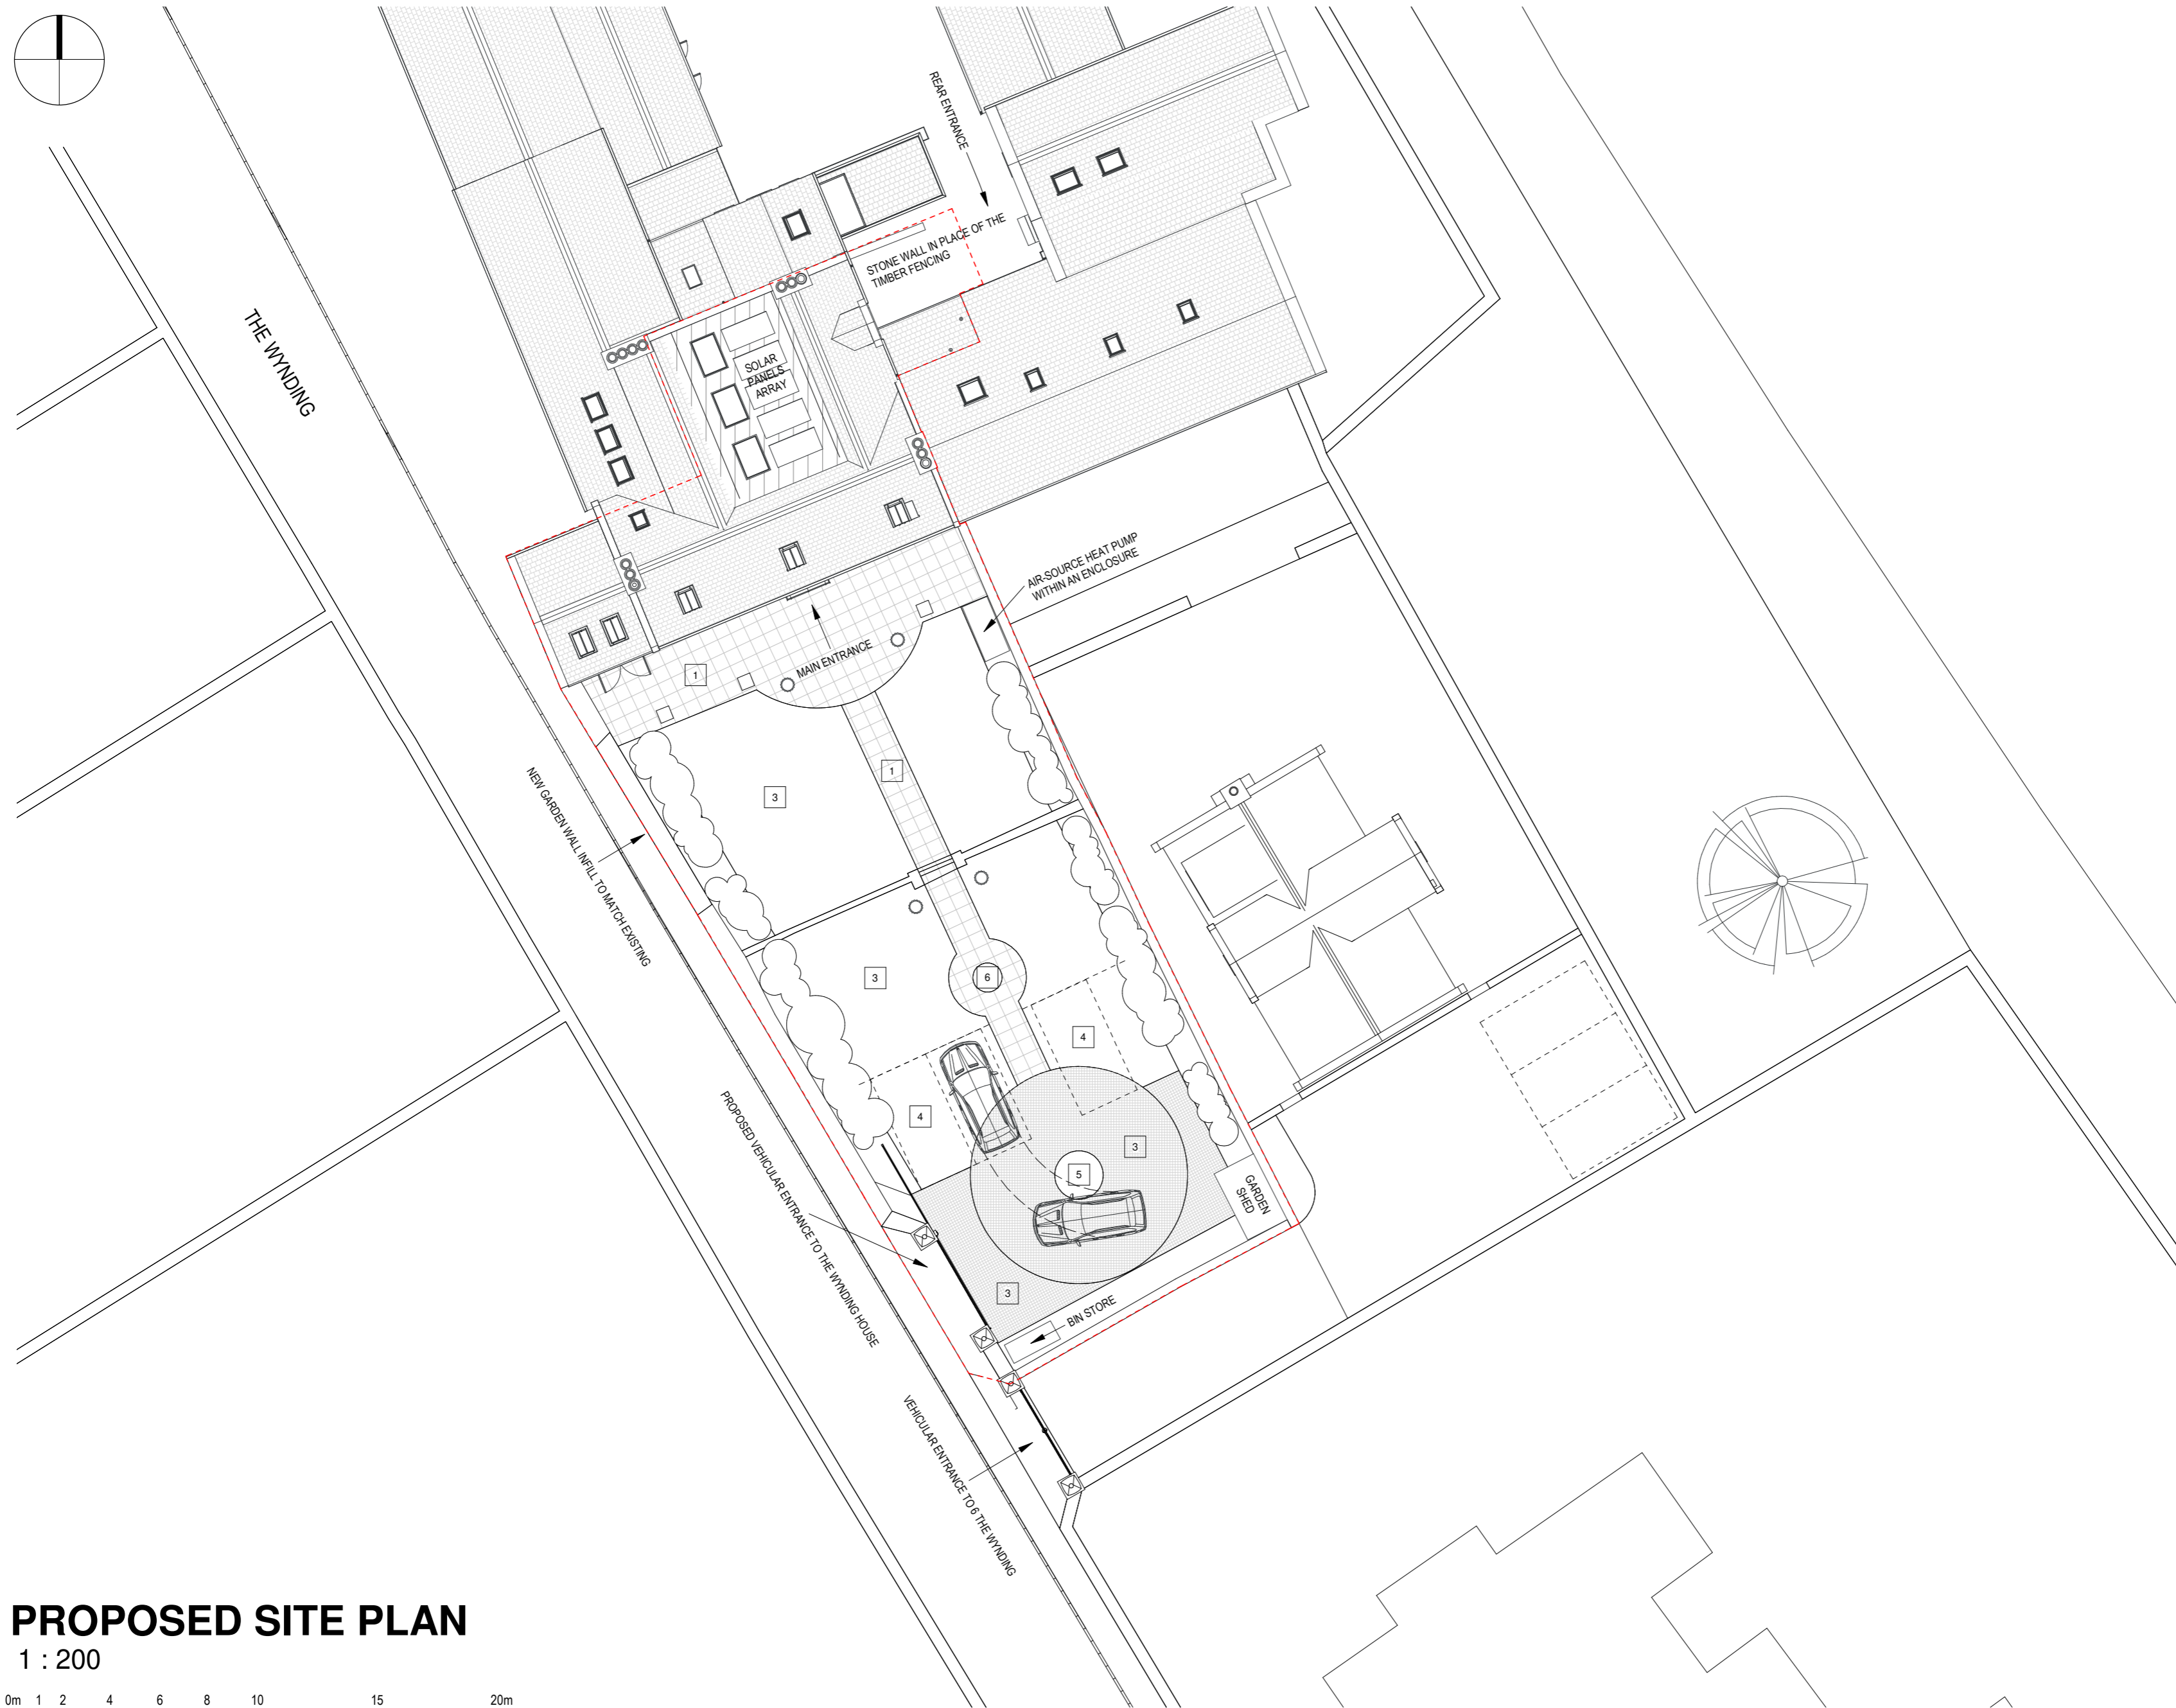 REAR ENTRANCE
STONE WALL IN PLACE OF THE
TIMBER FENCING
THE WYNDING
SOLAR
PANELS
ARRAY
AIR-SOURCE HEAT PUMP
WITHIN AN ENCLOSURE
MAIN ENTRANCE
1
1
3
NEW GARDEN WALL INFILL TO MATCH EXISTING
3
6
4
4
3
5
PROPOSED VEHICULAR ENTRANCE TO THE WYNDING HOUSE
GARDEN
SHED
3
BIN STORE
VEHICULAR ENTRANCE TO 6 THE WYNDING
PROPOSED SITE PLAN
1 : 200
0m 1 2 4 6 8 10 15 20m